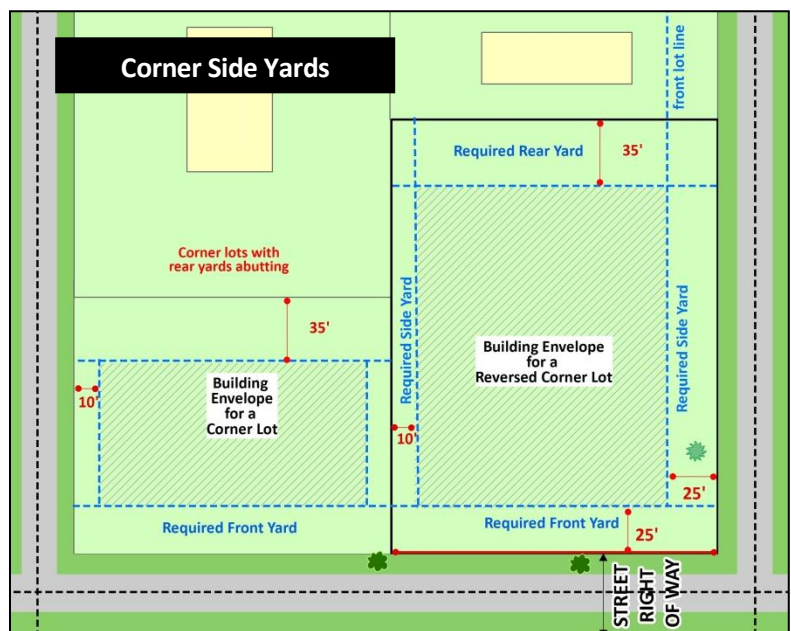 Corner Side Yards
front lot line
Required Rear Yard
35'
Corner lots with
rear yards abutting
35'
Required Side Yard
Required Side Yard
Building Envelope
for a
Reversed Corner Lot
Building
Envelope
for a
Corner Lot
10'
10'
25'
Required Front Yard
Required Front Yard
25'
STREET
RIGHT
OF WAY